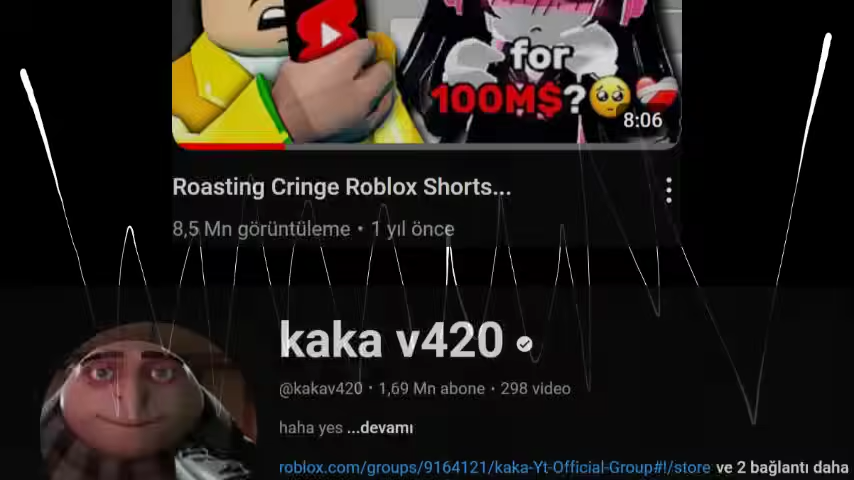 for
100M$?
8:06
Roasting Cringe Roblox Shorts...
8,5 Mn görüntüleme • 1 yıl önce
kaka v420
@kakav420 • 1,69 Mn abone • 298 video
haha yes ...devamı
roblox.com/groups/9164121/kaka-Yt-Official-Group#!/store ve 2 bağlantı daha